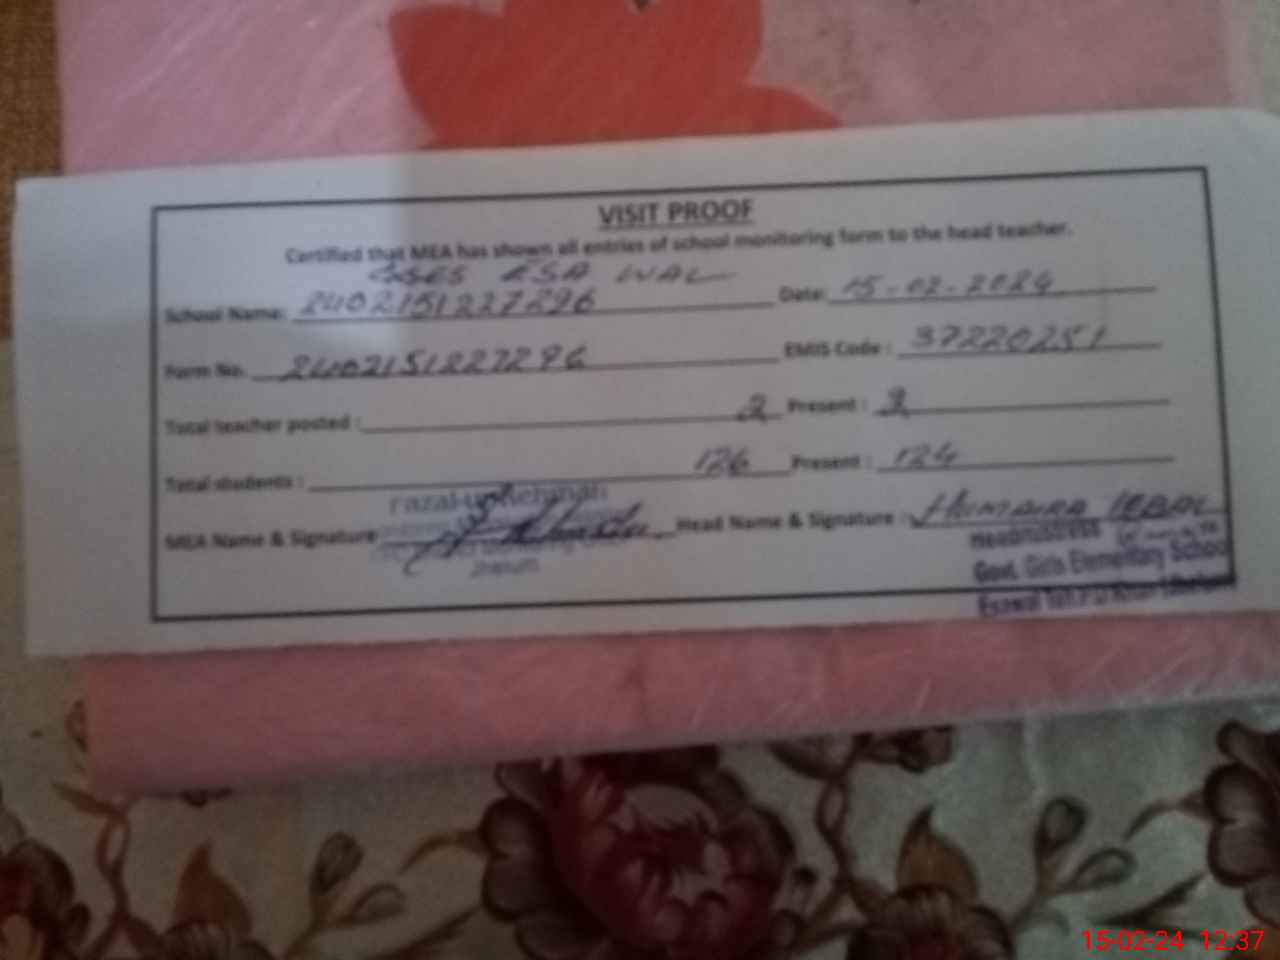 VISIT PROOF
Certified that MEA has shown all entries of school monitoring form to the head teacher.
GGES ESA WAL
School Name: 2402151227296 Date: 15-02-2024
Form No. 2402151227296 EMIS Code : 37220251
Total teacher posted : 2 Present : 2
Total students : 126 Present : 124
MEA Name & Signature Head Name & Signature : HUMAIRA IQBAL
Headmistress
Govt. Girls Elementary School
Esawal
15-02-24 12:37